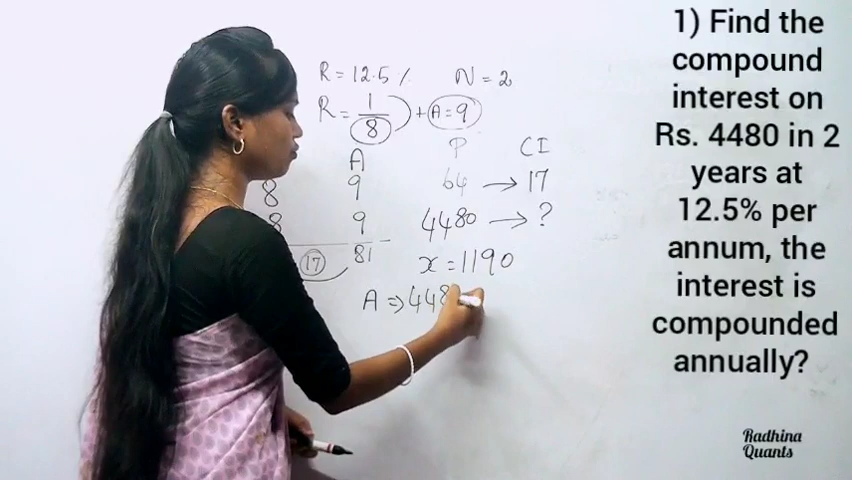 R = 12.5 % N = 2
R = 1/8 ) + A = 9
A P CI
8 9 64 → 17
8 9 4480 → ?
17 81 x = 1190
A ⇒ 448
1) Find the
compound
interest on
Rs. 4480 in 2
years at
12.5% per
annum, the
interest is
compounded
annually?
Radhina
Quants